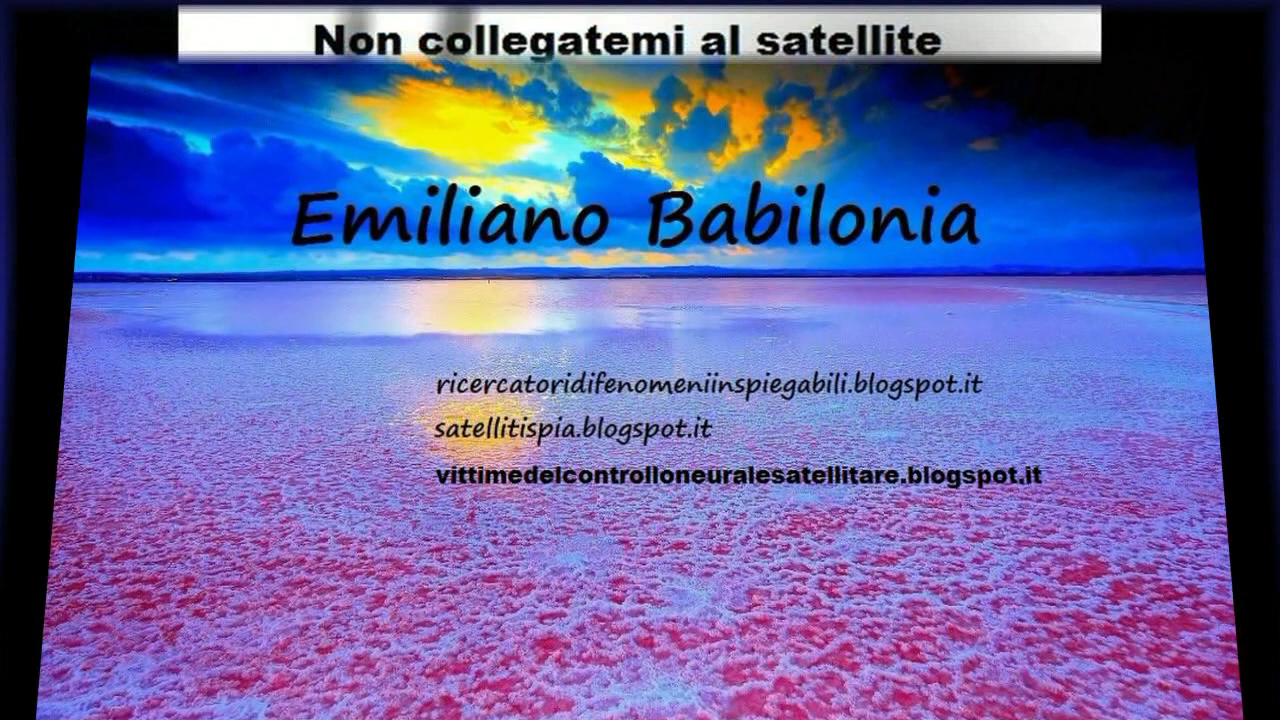 Non collegatemi al satellite
Emiliano Babilonia
ricercatoridifenomeniinspiegabili.blogspot.it
satellitispia.blogspot.it
vittimedelcontrolloneuralesatellitare.blogspot.it